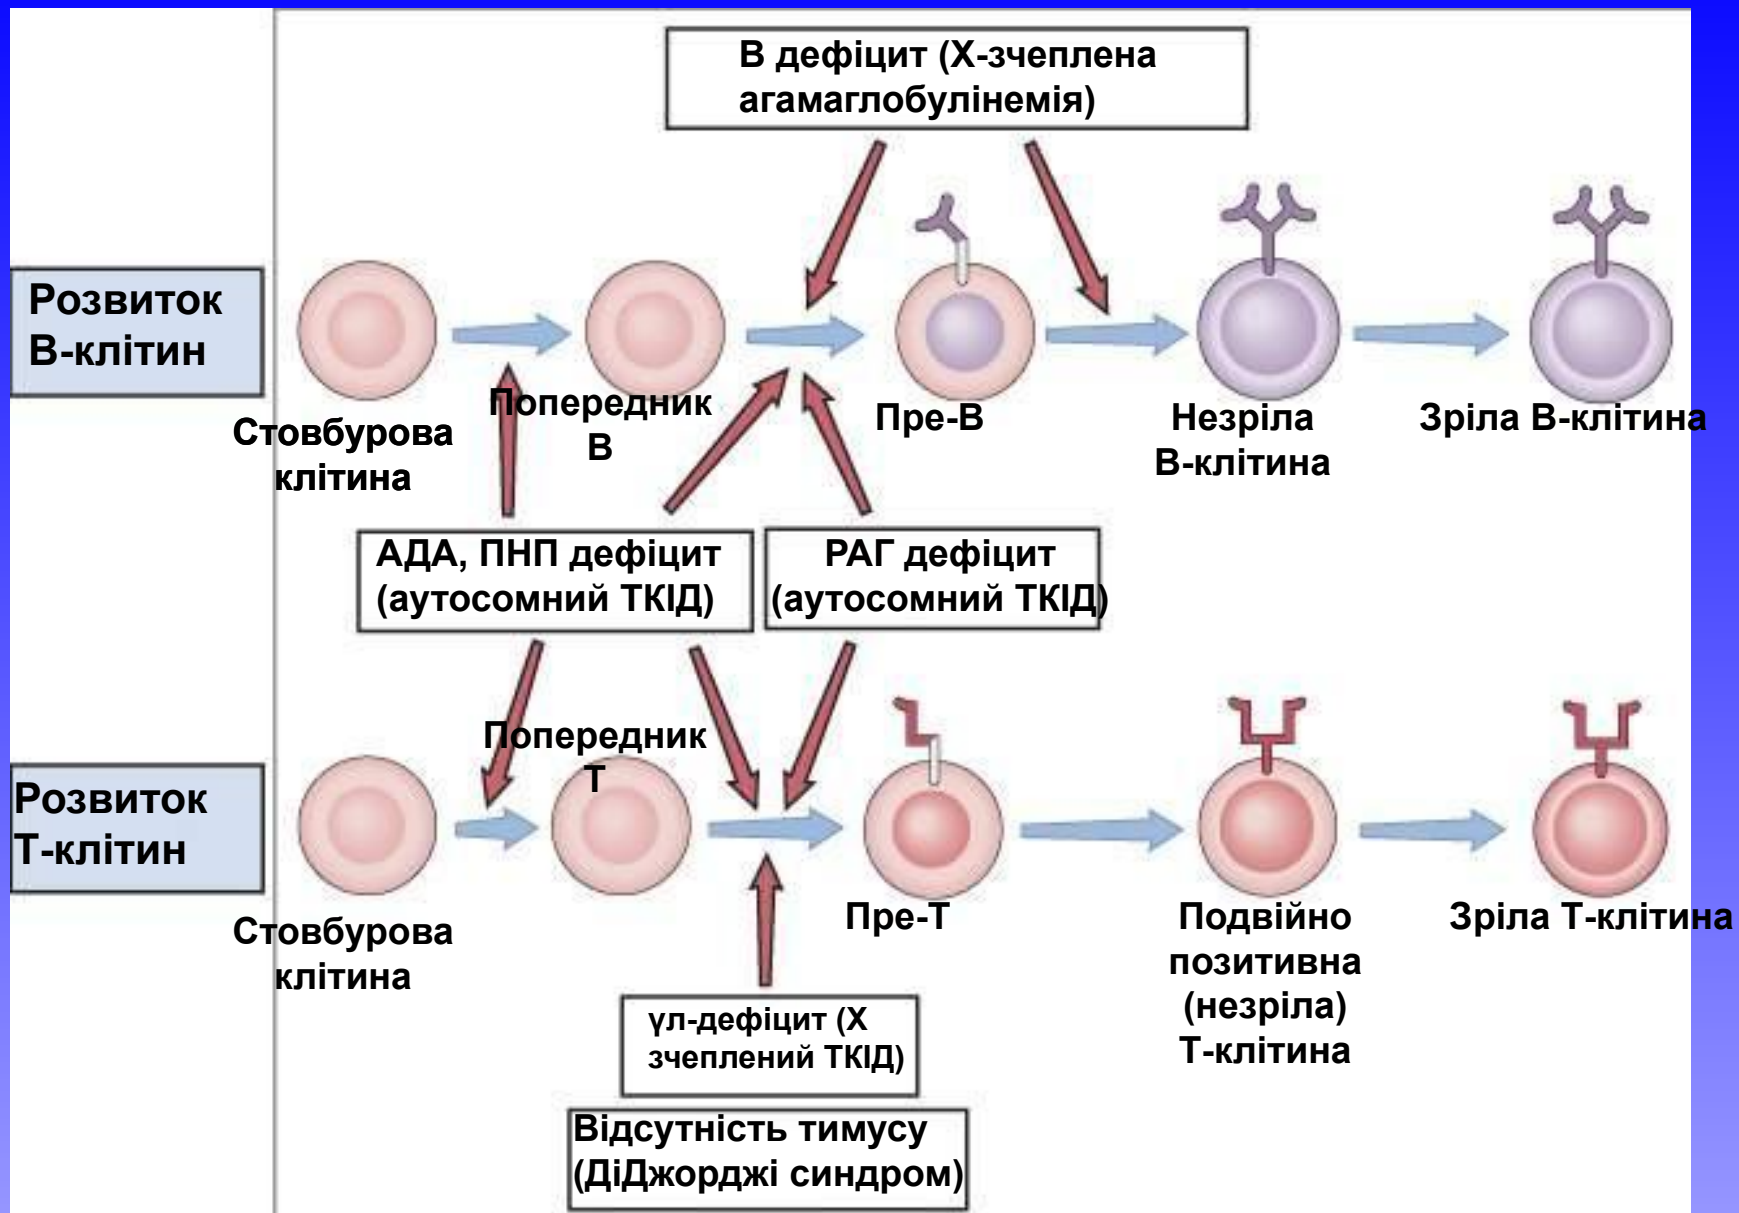 В дефіцит (Х-зчеплена
агамаглобулінемія)
Розвиток
В-клітин
Стовбурова
клітина
Попередник
В
Пре-В
Незріла
В-клітина
Зріла В-клітина
АДА, ПНП дефіцит
(аутосомний ТКІД)
РАГ дефіцит
(аутосомний ТКІД)
Розвиток
Т-клітин
Стовбурова
клітина
Попередник
Т
Пре-Т
Подвійно
позитивна
(незріла)
Т-клітина
Зріла Т-клітина
γл-дефіцит (Х
зчеплений ТКІД)
Відсутність тимусу
(ДіДжорджі синдром)